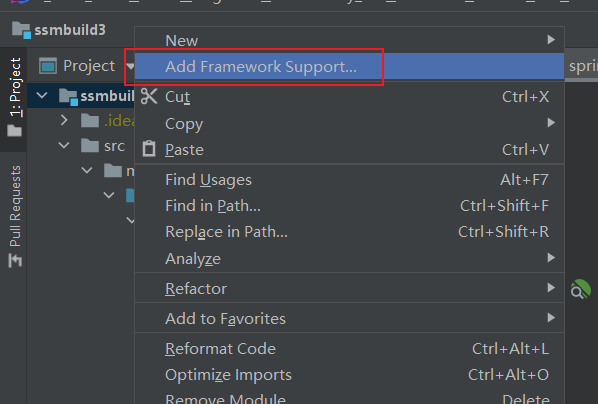 ssmbuild3
1: Project
Pull Requests
Project
ssmbuil
.idea
src
m
New
Add Framework Support...
Cut Ctrl+X
Copy
Paste Ctrl+V
Find Usages Alt+F7
Find in Path... Ctrl+Shift+F
Replace in Path... Ctrl+Shift+R
Analyze
Refactor
Add to Favorites
Reformat Code Ctrl+Alt+L
Optimize Imports Ctrl+Alt+O
Remove Module Delete
sprin